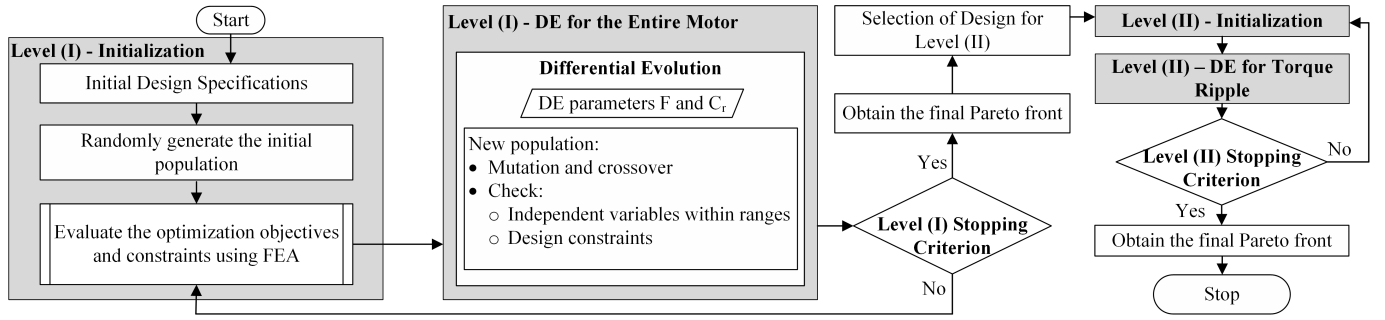 Start
Level (I) - Initialization
Initial Design Specifications
Randomly generate the initial
population
Evaluate the optimization objectives
and constraints using FEA
Level (I) - DE for the Entire Motor
Differential Evolution
DE parameters F and Cr
New population:
• Mutation and crossover
• Check:
o Independent variables within ranges
o Design constraints
Level (I) Stopping
Criterion
No
Yes
Obtain the final Pareto front
Selection of Design for
Level (II)
Level (II) - Initialization
Level (II) – DE for Torque
Ripple
Level (II) Stopping
Criterion
No
Yes
Obtain the final Pareto front
Stop